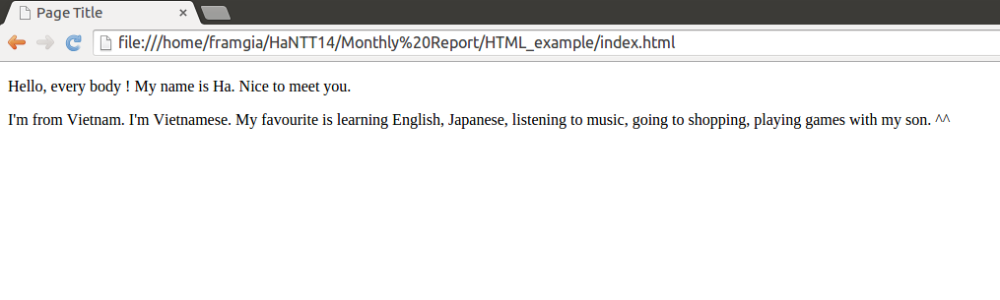 Page Title
file:///home/framgia/HaNTT14/Monthly%20Report/HTML_example/index.html
Hello, every body ! My name is Ha. Nice to meet you.
I'm from Vietnam. I'm Vietnamese. My favourite is learning English, Japanese, listening to music, going to shopping, playing games with my son. ^^